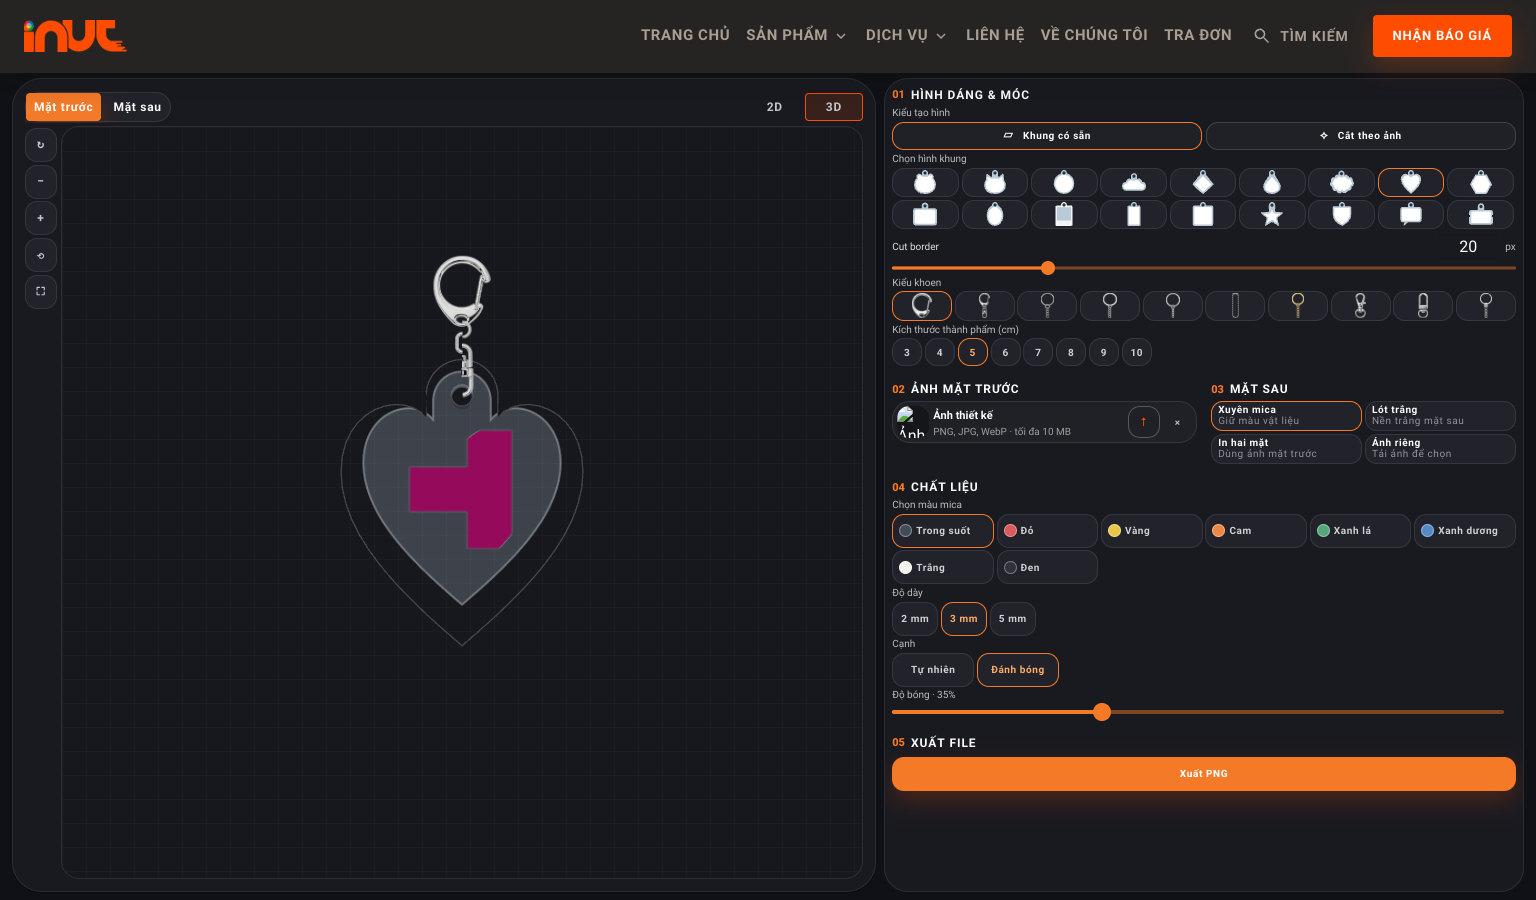 inut
TRANG CHỦ SẢN PHẨM DỊCH VỤ LIÊN HỆ VỀ CHÚNG TÔI TRA ĐƠN TÌM KIẾM NHẬN BÁO GIÁ
Mặt trước Mặt sau 2D 3D
01 HÌNH DÁNG & MÓC
Kiểu tạo hình
Khung có sẵn Cắt theo ảnh
Chọn hình khung
Cut border 20 px
Kiểu khoen
Kích thước thành phẩm (cm)
3 4 5 6 7 8 9 10
02 ẢNH MẶT TRƯỚC
Ảnh
Ảnh thiết kế
PNG, JPG, WebP · tối đa 10 MB
03 MẶT SAU
Xuyên mica
Giữ màu vật liệu
Lót trắng
Nền trắng mặt sau
In hai mặt
Dùng ảnh mặt trước
Ảnh riêng
Tải ảnh để chọn
04 CHẤT LIỆU
Chọn màu mica
Trong suốt Đỏ Vàng Cam Xanh lá Xanh dương
Trắng Đen
Độ dày
2 mm 3 mm 5 mm
Cạnh
Tự nhiên Đánh bóng
Độ bóng · 35%
05 XUẤT FILE
Xuất PNG